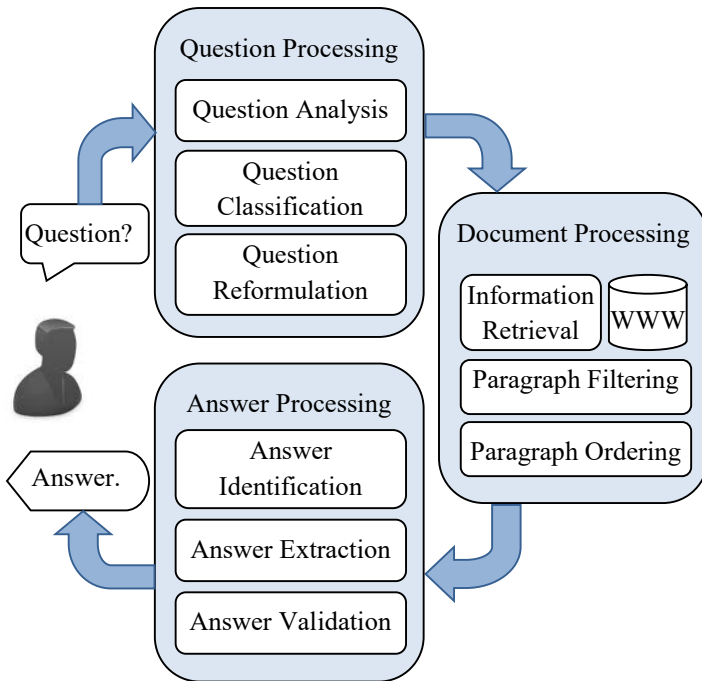 Question Processing
Question Analysis
Question
Classification
Question
Reformulation
Question?
Document Processing
Information
Retrieval
WWW
Paragraph Filtering
Paragraph Ordering
Answer Processing
Answer
Identification
Answer Extraction
Answer Validation
Answer.